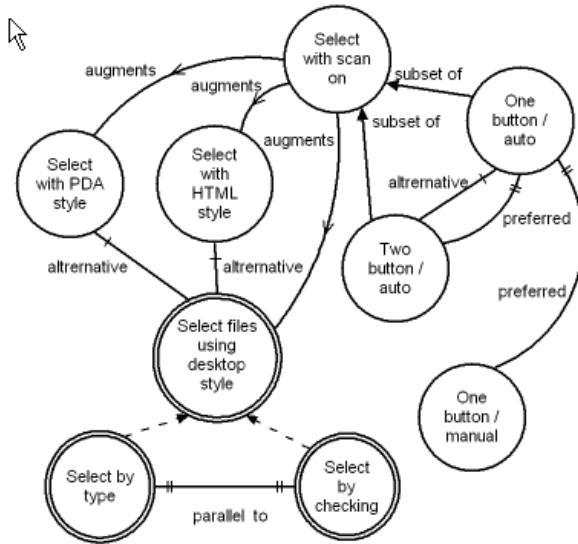 Select
with scan
on
augments
augments
augments
subset of
subset of
One
button /
auto
Select
with PDA
style
Select
with
HTML
style
altrernative
preferred
Two
button /
auto
altrernative
altrernative
preferred
Select files
using
desktop
style
One
button /
manual
Select by
type
Select
by
checking
parallel to